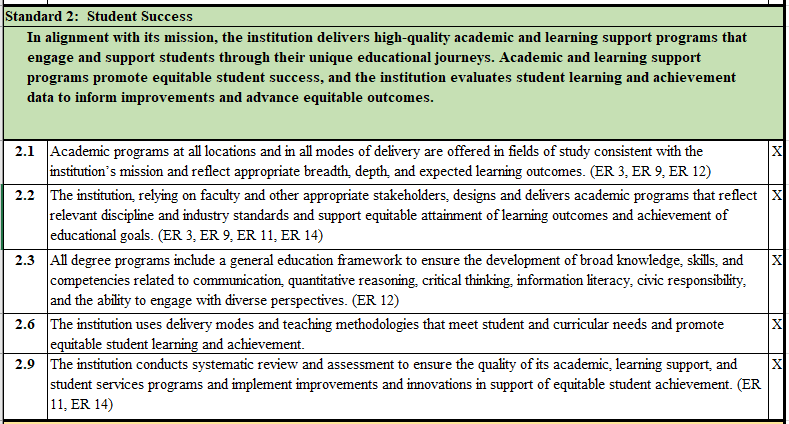 Standard 2:  Student Success
In alignment with its mission, the institution delivers high-quality academic and learning support programs that
engage and support students through their unique educational journeys. Academic and learning support
programs promote equitable student success, and the institution evaluates student learning and achievement
data to inform improvements and advance equitable outcomes.
2.1 Academic programs at all locations and in all modes of delivery are offered in fields of study consistent with the X
institution’s mission and reflect appropriate breadth, depth, and expected learning outcomes. (ER 3, ER 9, ER 12)
2.2 The institution, relying on faculty and other appropriate stakeholders, designs and delivers academic programs that reflect X
relevant discipline and industry standards and support equitable attainment of learning outcomes and achievement of
educational goals. (ER 3, ER 9, ER 11, ER 14)
2.3 All degree programs include a general education framework to ensure the development of broad knowledge, skills, and X
competencies related to communication, quantitative reasoning, critical thinking, information literacy, civic responsibility,
and the ability to engage with diverse perspectives. (ER 12)
2.6 The institution uses delivery modes and teaching methodologies that meet student and curricular needs and promote X
equitable student learning and achievement.
2.9 The institution conducts systematic review and assessment to ensure the quality of its academic, learning support, and X
student services programs and implement improvements and innovations in support of equitable student achievement. (ER
11, ER 14)